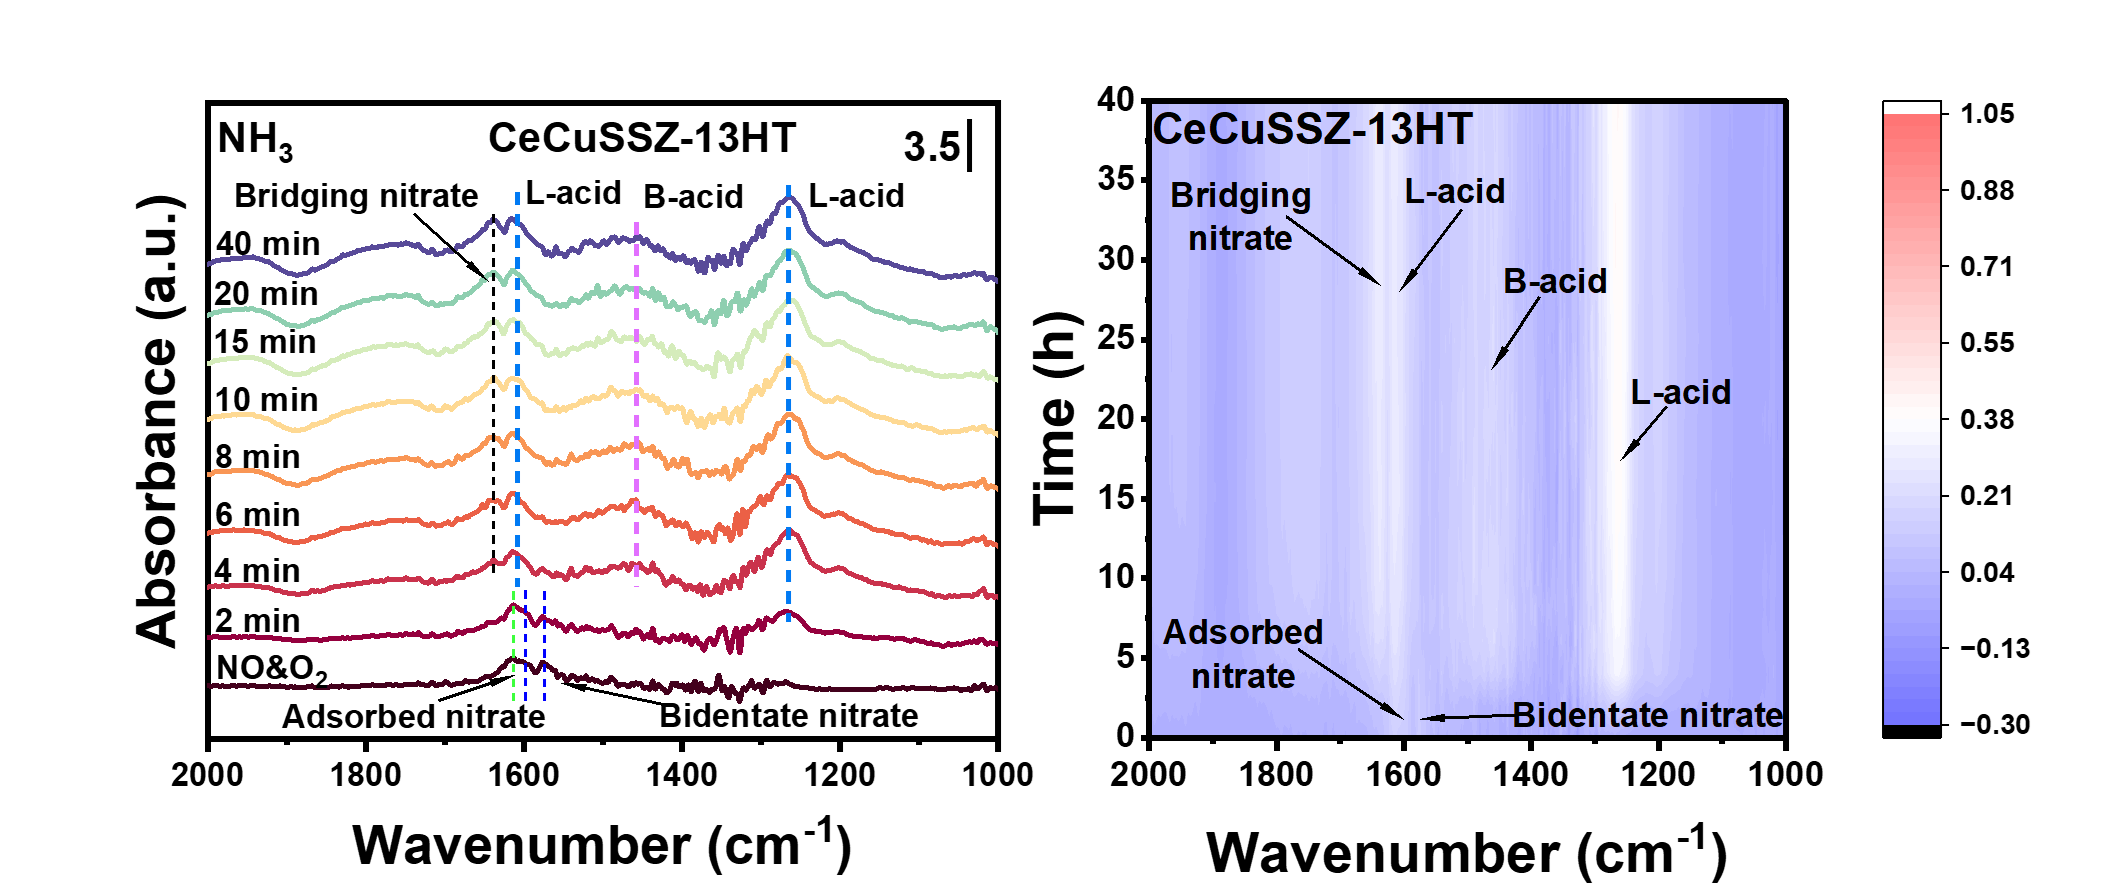 NH3
CeCuSSZ-13HT
3.5
Bridging nitrate
L-acid
B-acid
L-acid
40 min
20 min
15 min
10 min
8 min
6 min
4 min
2 min
NO&O2
Adsorbed nitrate
Bidentate nitrate
2000 1800 1600 1400 1200 1000
Wavenumber (cm-1)
Absorbance (a.u.)
CeCuSSZ-13HT
Bridging
nitrate
L-acid
B-acid
L-acid
Adsorbed
nitrate
Bidentate nitrate
40
35
30
25
20
15
10
5
0
Time (h)
2000 1800 1600 1400 1200 1000
Wavenumber (cm-1)
1.05
0.88
0.71
0.55
0.38
0.21
0.04
−0.13
−0.30